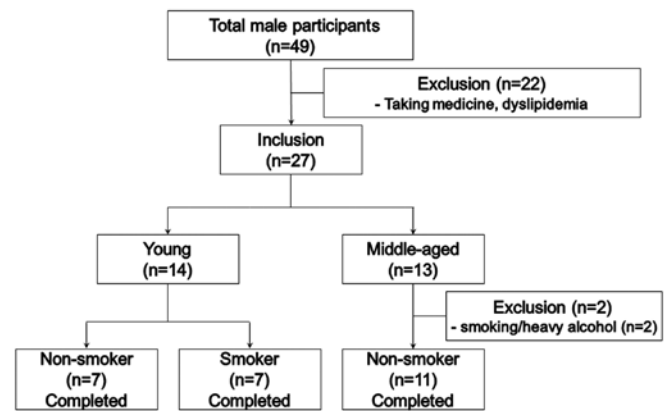 Total male participants
(n=49)
Exclusion (n=22)
- Taking medicine, dyslipidemia
Inclusion
(n=27)
Young
(n=14)
Middle-aged
(n=13)
Exclusion (n=2)
- smoking/heavy alcohol (n=2)
Non-smoker
(n=7)
Completed
Smoker
(n=7)
Completed
Non-smoker
(n=11)
Completed